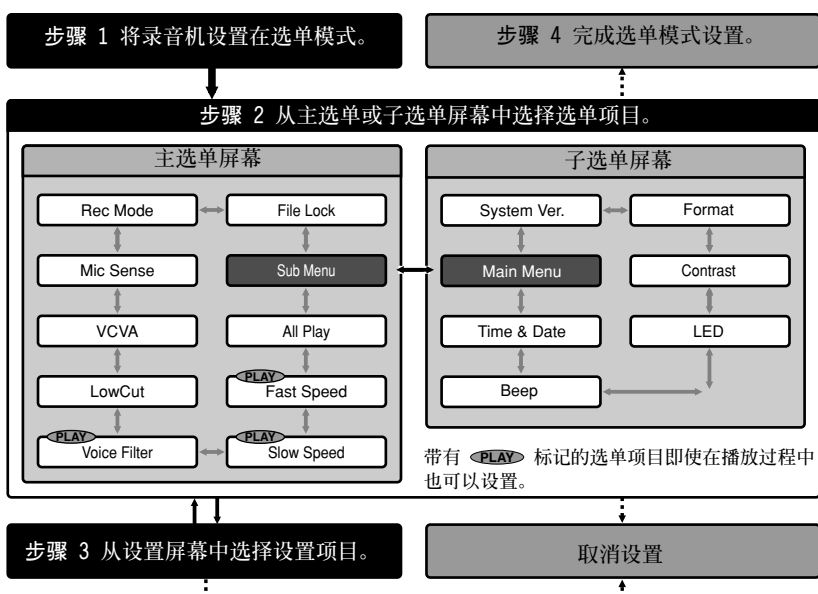 步骤 1 将录音机设置在选单模式。
步骤 4 完成选单模式设置。
步骤 2 从主选单或子选单屏幕中选择选单项目。
主选单屏幕
Rec Mode
File Lock
Mic Sense
Sub Menu
VCVA
All Play
LowCut
PLAY
Fast Speed
PLAY
Voice Filter
PLAY
Slow Speed
子选单屏幕
System Ver.
Format
Main Menu
Contrast
Time & Date
LED
Beep
带有 PLAY 标记的选单项目即使在播放过程中
也可以设置。
步骤 3 从设置屏幕中选择设置项目。
取消设置